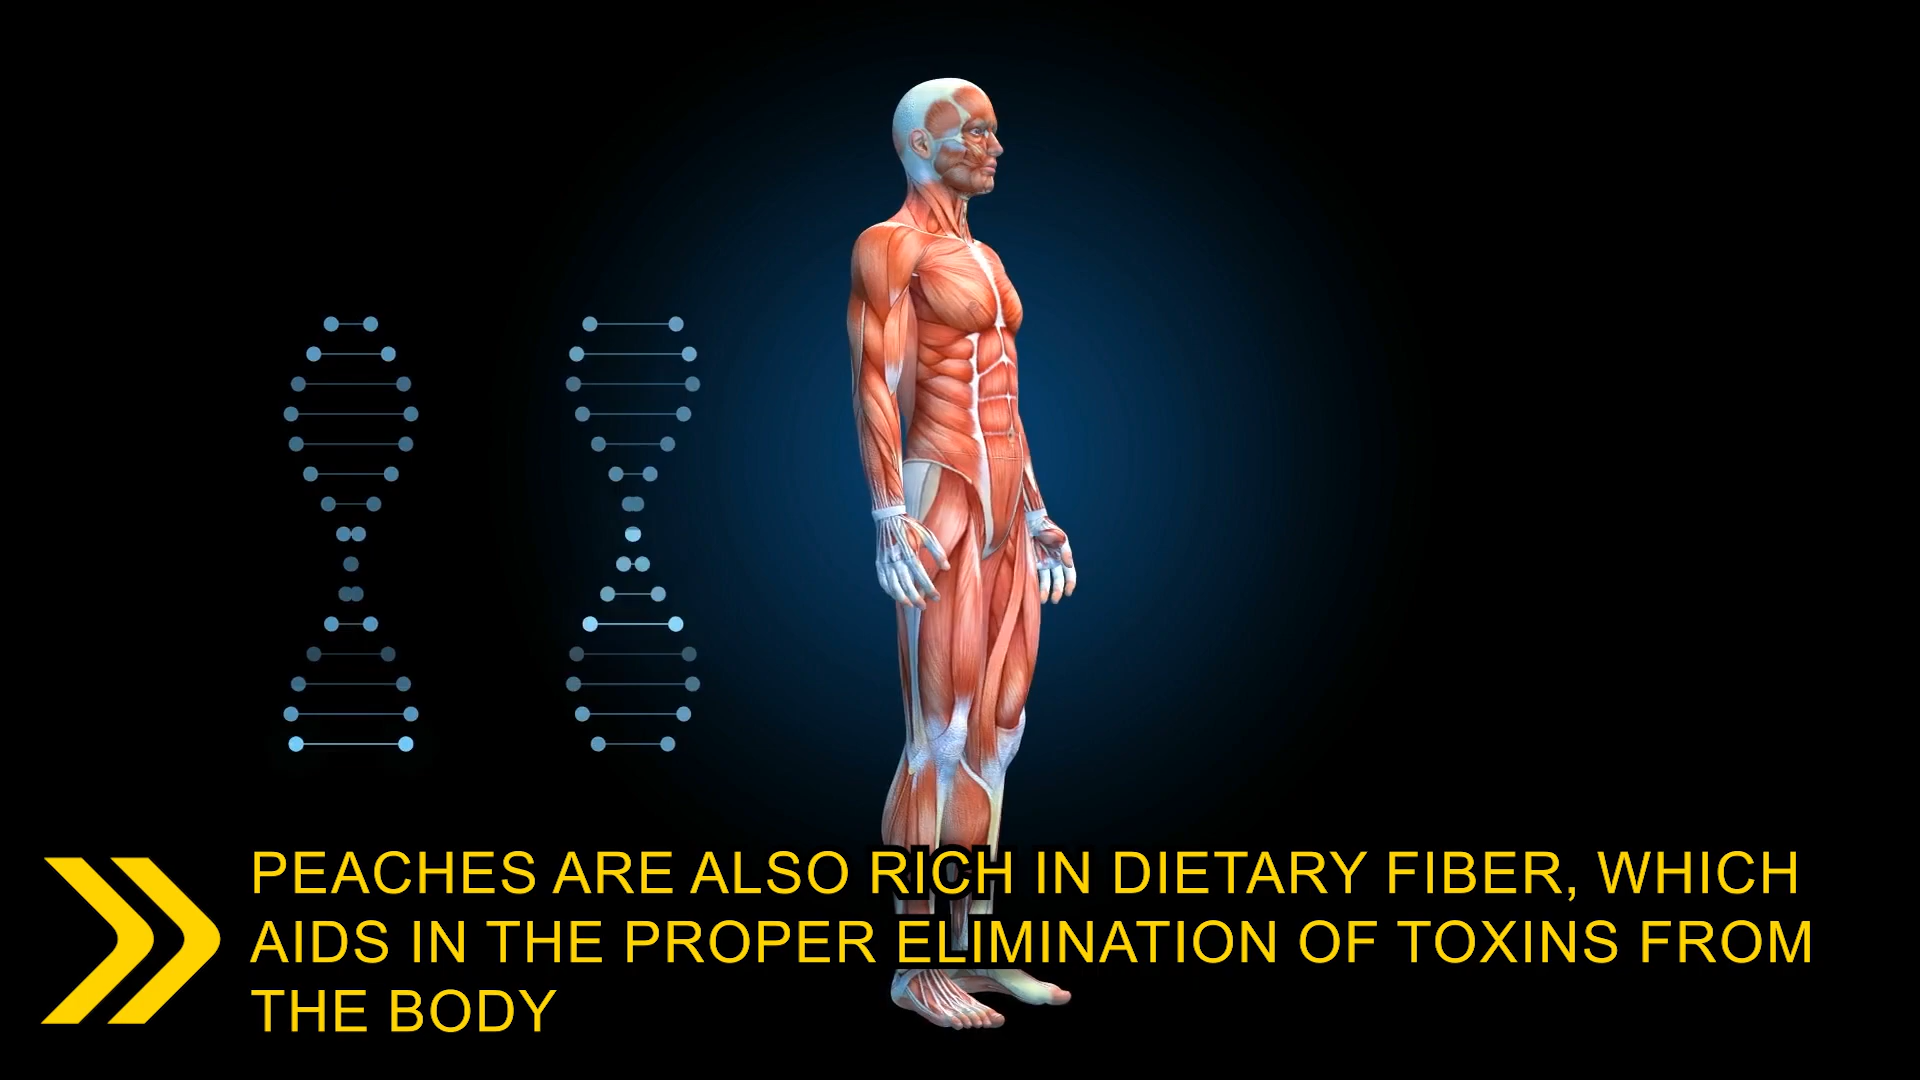 PEACHES ARE ALSO RICH IN DIETARY FIBER, WHICH
AIDS IN THE PROPER ELIMINATION OF TOXINS FROM
THE BODY